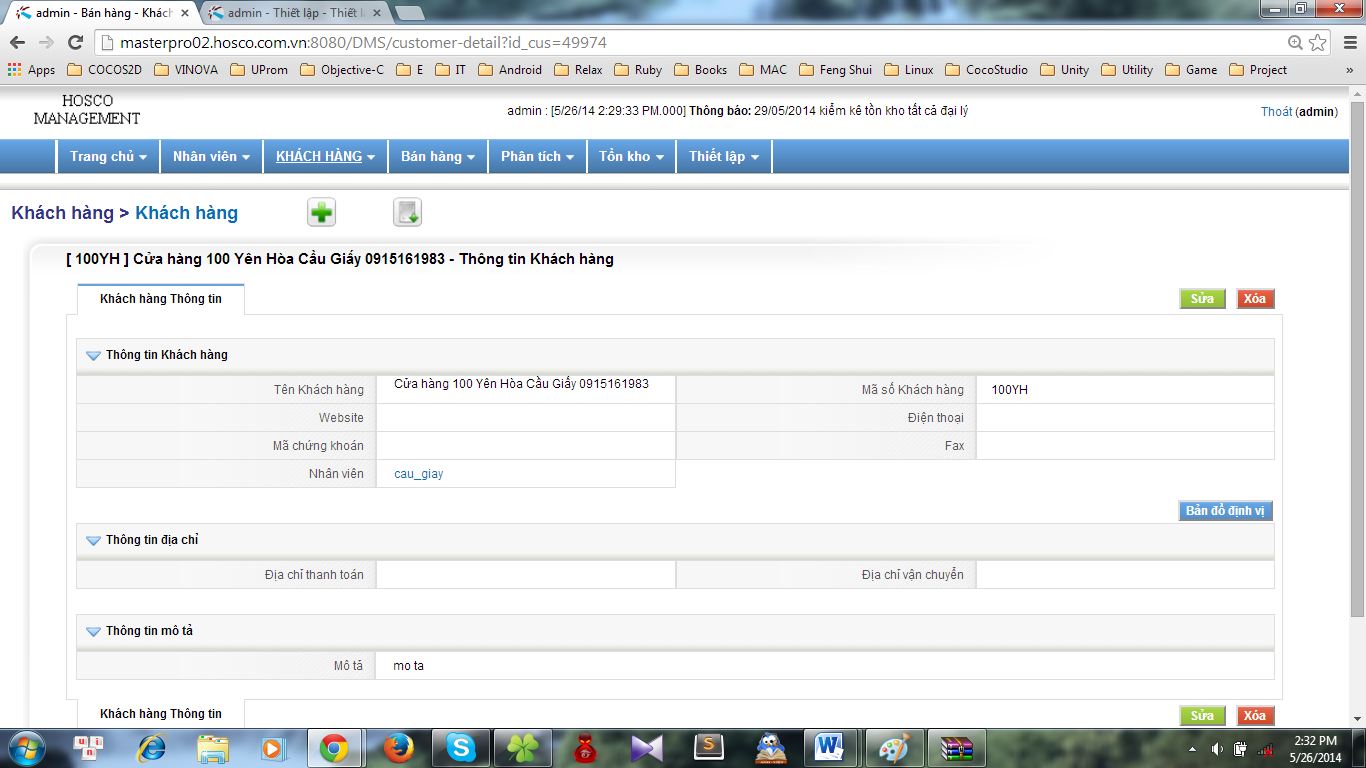 admin - Bán hàng - Khách
admin - Thiết lập - Thiết l
masterpro02.hosco.com.vn:8080/DMS/customer-detail?id_cus=49974
Apps COCOS2D VINOVA UProm Objective-C E IT Android Relax Ruby Books MAC Feng Shui Linux CocoStudio Unity Utility Game Project »
HOSCO
MANAGEMENT
admin : [5/26/14 2:29:33 PM.000] Thông báo: 29/05/2014 kiểm kê tồn kho tất cả đại lý
Thoát (admin)
Trang chủ Nhân viên KHÁCH HÀNG Bán hàng Phân tích Tồn kho Thiết lập
Khách hàng > Khách hàng
[ 100YH ] Cửa hàng 100 Yên Hòa Cầu Giấy 0915161983 - Thông tin Khách hàng
Khách hàng Thông tin
Sửa Xóa
Thông tin Khách hàng
Tên Khách hàng Cửa hàng 100 Yên Hòa Cầu Giấy 0915161983 Mã số Khách hàng 100YH
Website Điện thoại
Mã chứng khoán Fax
Nhân viên cau_giay
Bản đồ định vị
Thông tin địa chỉ
Địa chỉ thanh toán Địa chỉ vận chuyển
Thông tin mô tả
Mô tả mo ta
Khách hàng Thông tin
Sửa Xóa
2:32 PM
5/26/2014